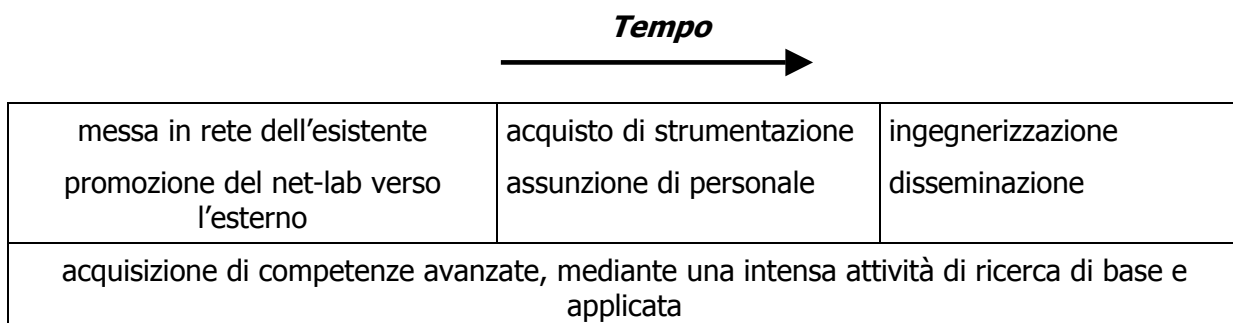 Tempo
messa in rete dell’esistente
promozione del net-lab verso
l’esterno
acquisto di strumentazione
assunzione di personale
ingegnerizzazione
disseminazione
acquisizione di competenze avanzate, mediante una intensa attività di ricerca di base e
applicata